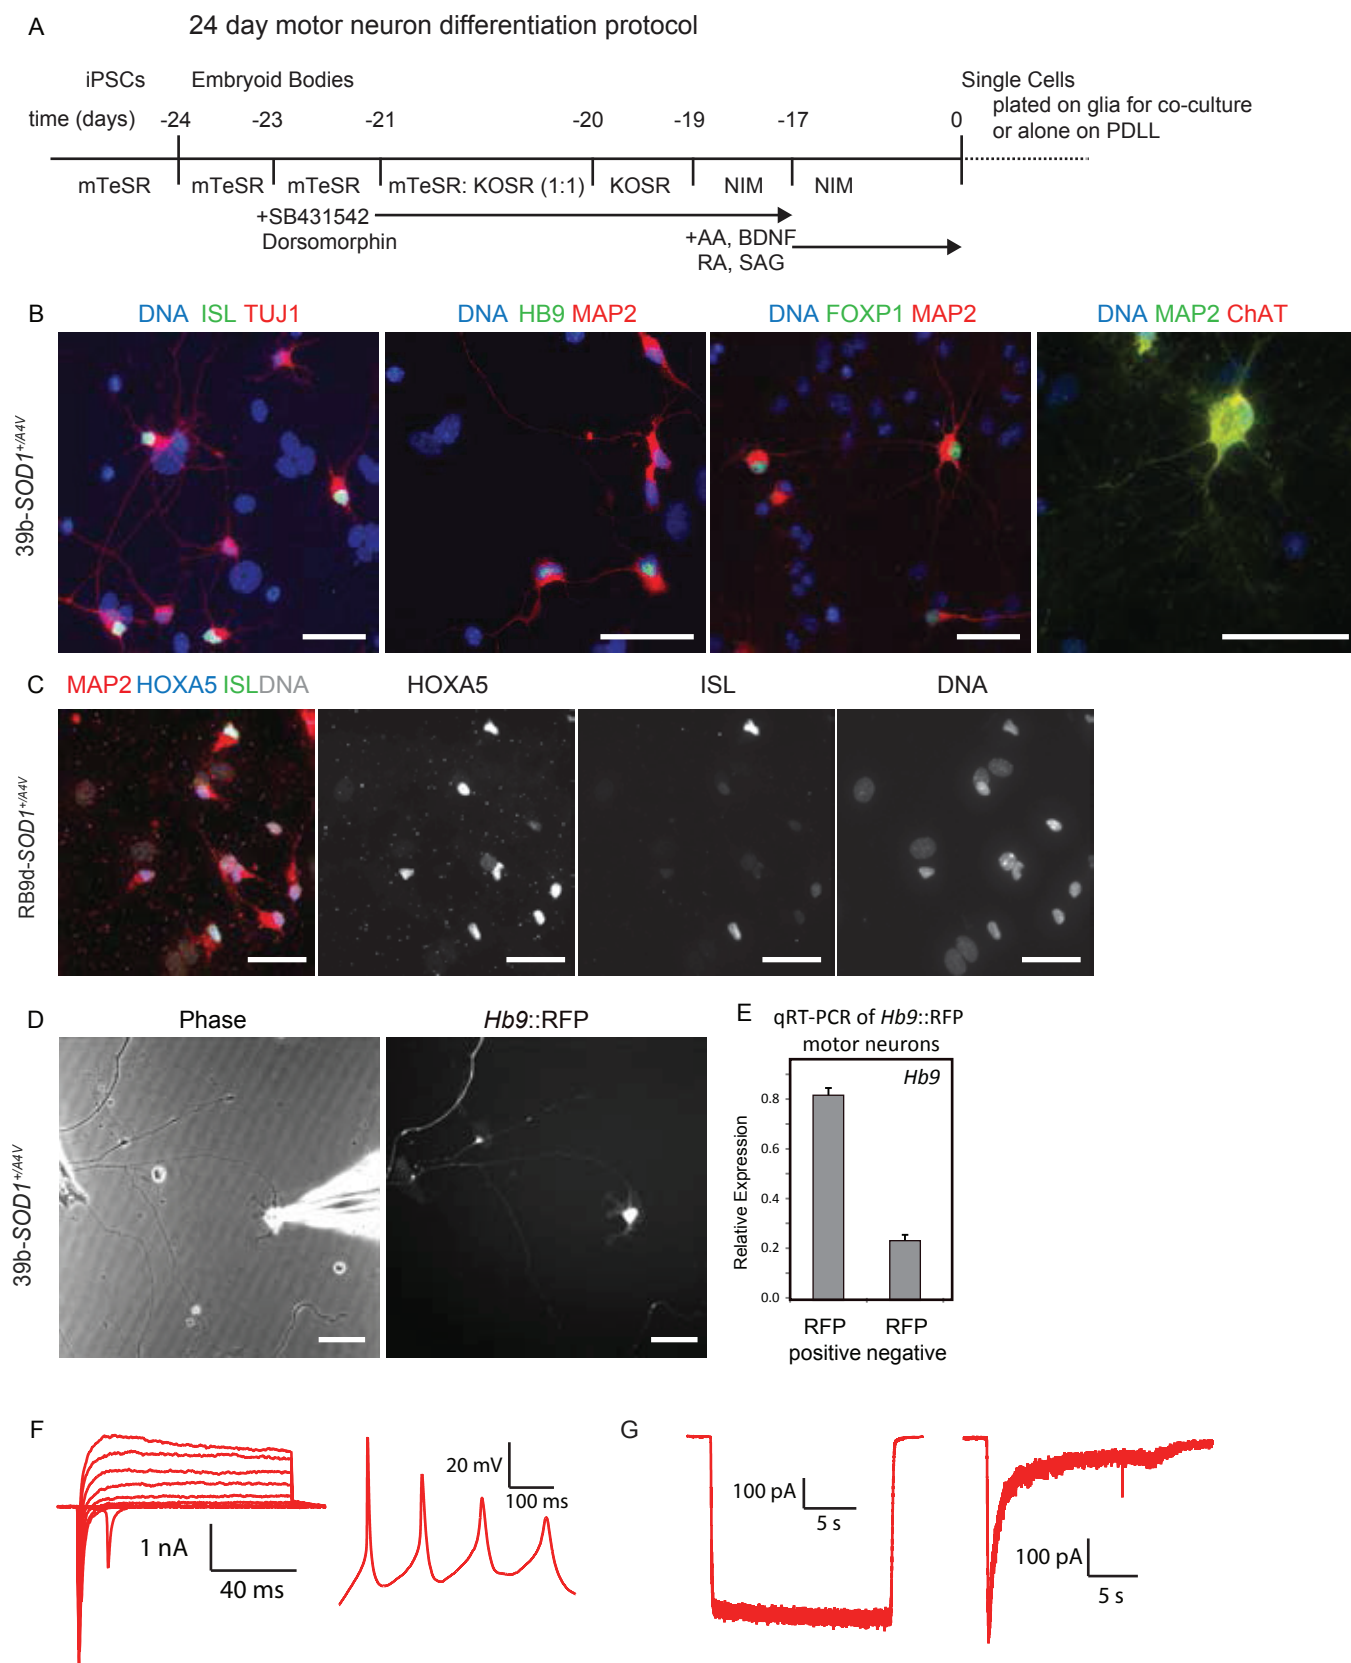 A 24 day motor neuron differentiation protocol
iPSCs Embryoid Bodies Single Cells
plated on glia for co-culture
or alone on PDLL
time (days) -24 -23 -21 -20 -19 -17 0
mTeSR mTeSR mTeSR mTeSR: KOSR (1:1) KOSR NIM NIM
+SB431542
Dorsomorphin
+AA, BDNF
RA, SAG
B DNA ISL TUJ1 DNA HB9 MAP2 DNA FOXP1 MAP2 DNA MAP2 ChAT
39b-SOD1+/A4V
C MAP2 HOXA5 ISL DNA HOXA5 ISL DNA
RB9d-SOD1+/A4V
D Phase Hb9::RFP
39b-SOD1+/A4V
E qRT-PCR of Hb9::RFP
motor neurons
Hb9
Relative Expression
0.8
0.6
0.4
0.2
0.0
RFP RFP
positive negative
F
1 nA
40 ms
20 mV
100 ms
G
100 pA
5 s
100 pA
5 s